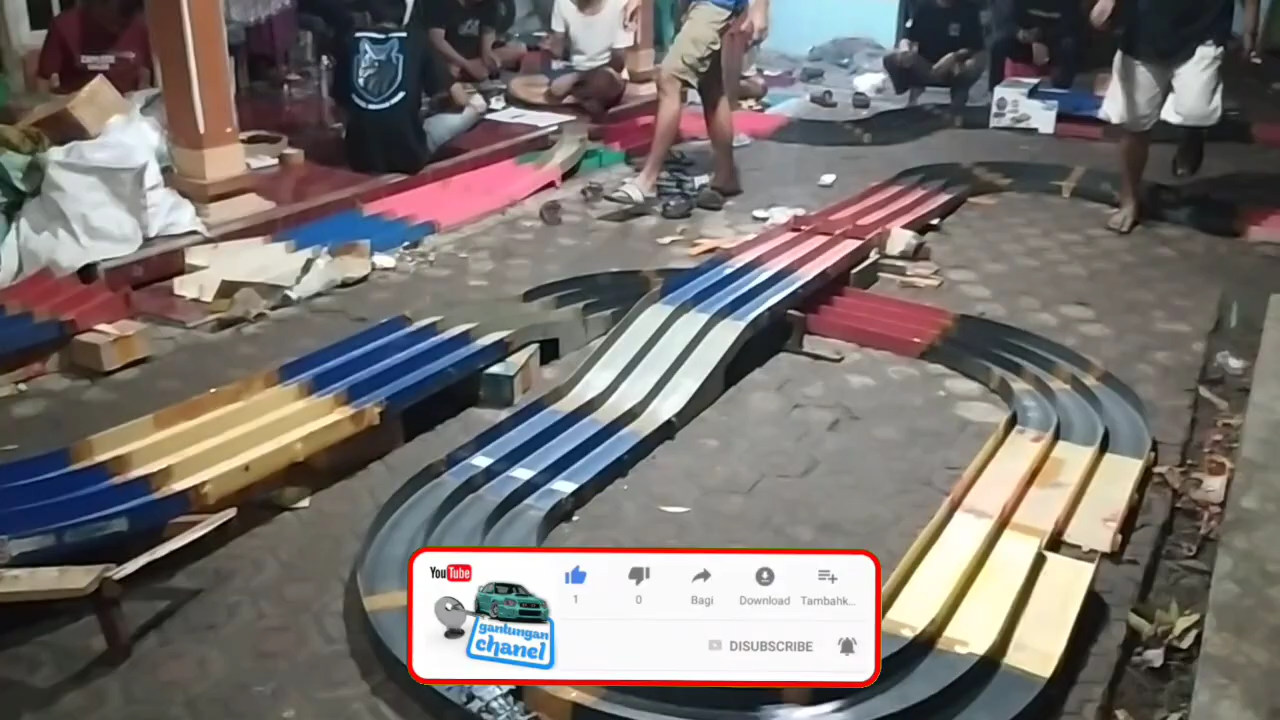 YouTube
1
0
Bagi
Download
Tambahk...
gantungan
chanel
DISUBSCRIBE